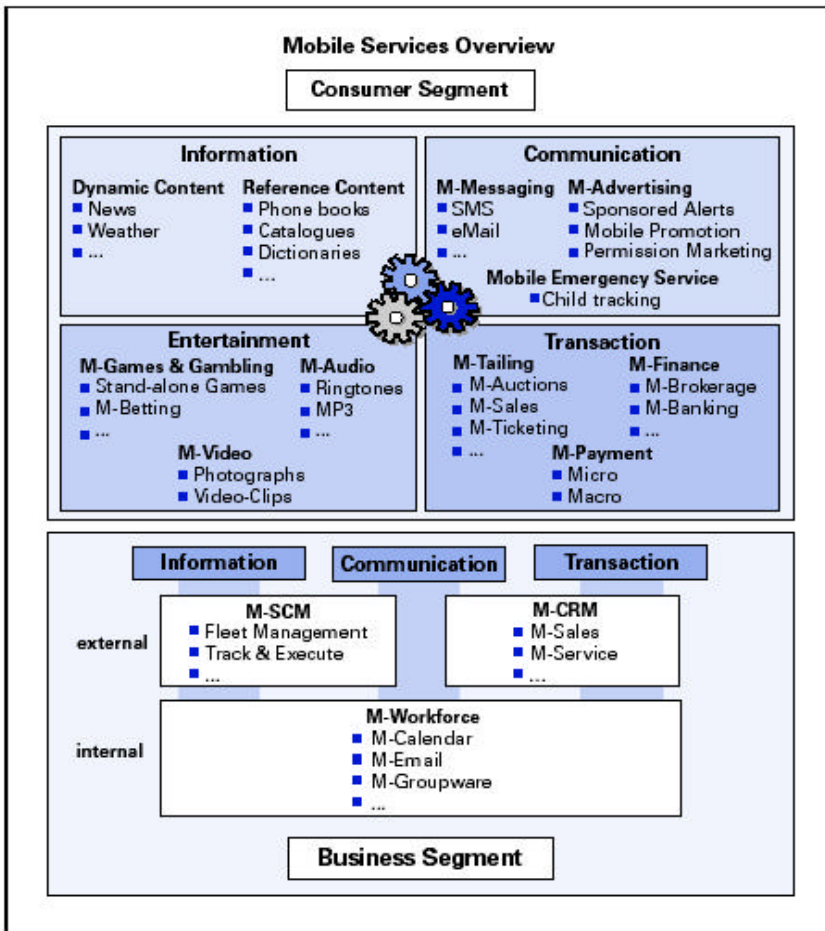 Mobile Services Overview
Consumer Segment
Information
Dynamic Content
News
Weather
...
Reference Content
Phone books
Catalogues
Dictionaries
...
Communication
M-Messaging
SMS
eMail
...
M-Advertising
Sponsored Alerts
Mobile Promotion
Permission Marketing
Mobile Emergency Service
Child tracking
Entertainment
M-Games & Gambling
Stand-alone Games
M-Betting
...
M-Audio
Ringtones
MP3
...
M-Video
Photographs
Video-Clips
Transaction
M-Tailing
M-Auctions
M-Sales
M-Ticketing
...
M-Finance
M-Brokerage
M-Banking
...
M-Payment
Micro
Macro
Information
Communication
Transaction
external
M-SCM
Fleet Management
Track & Execute
...
M-CRM
M-Sales
M-Service
...
internal
M-Workforce
M-Calendar
M-Email
M-Groupware
...
Business Segment